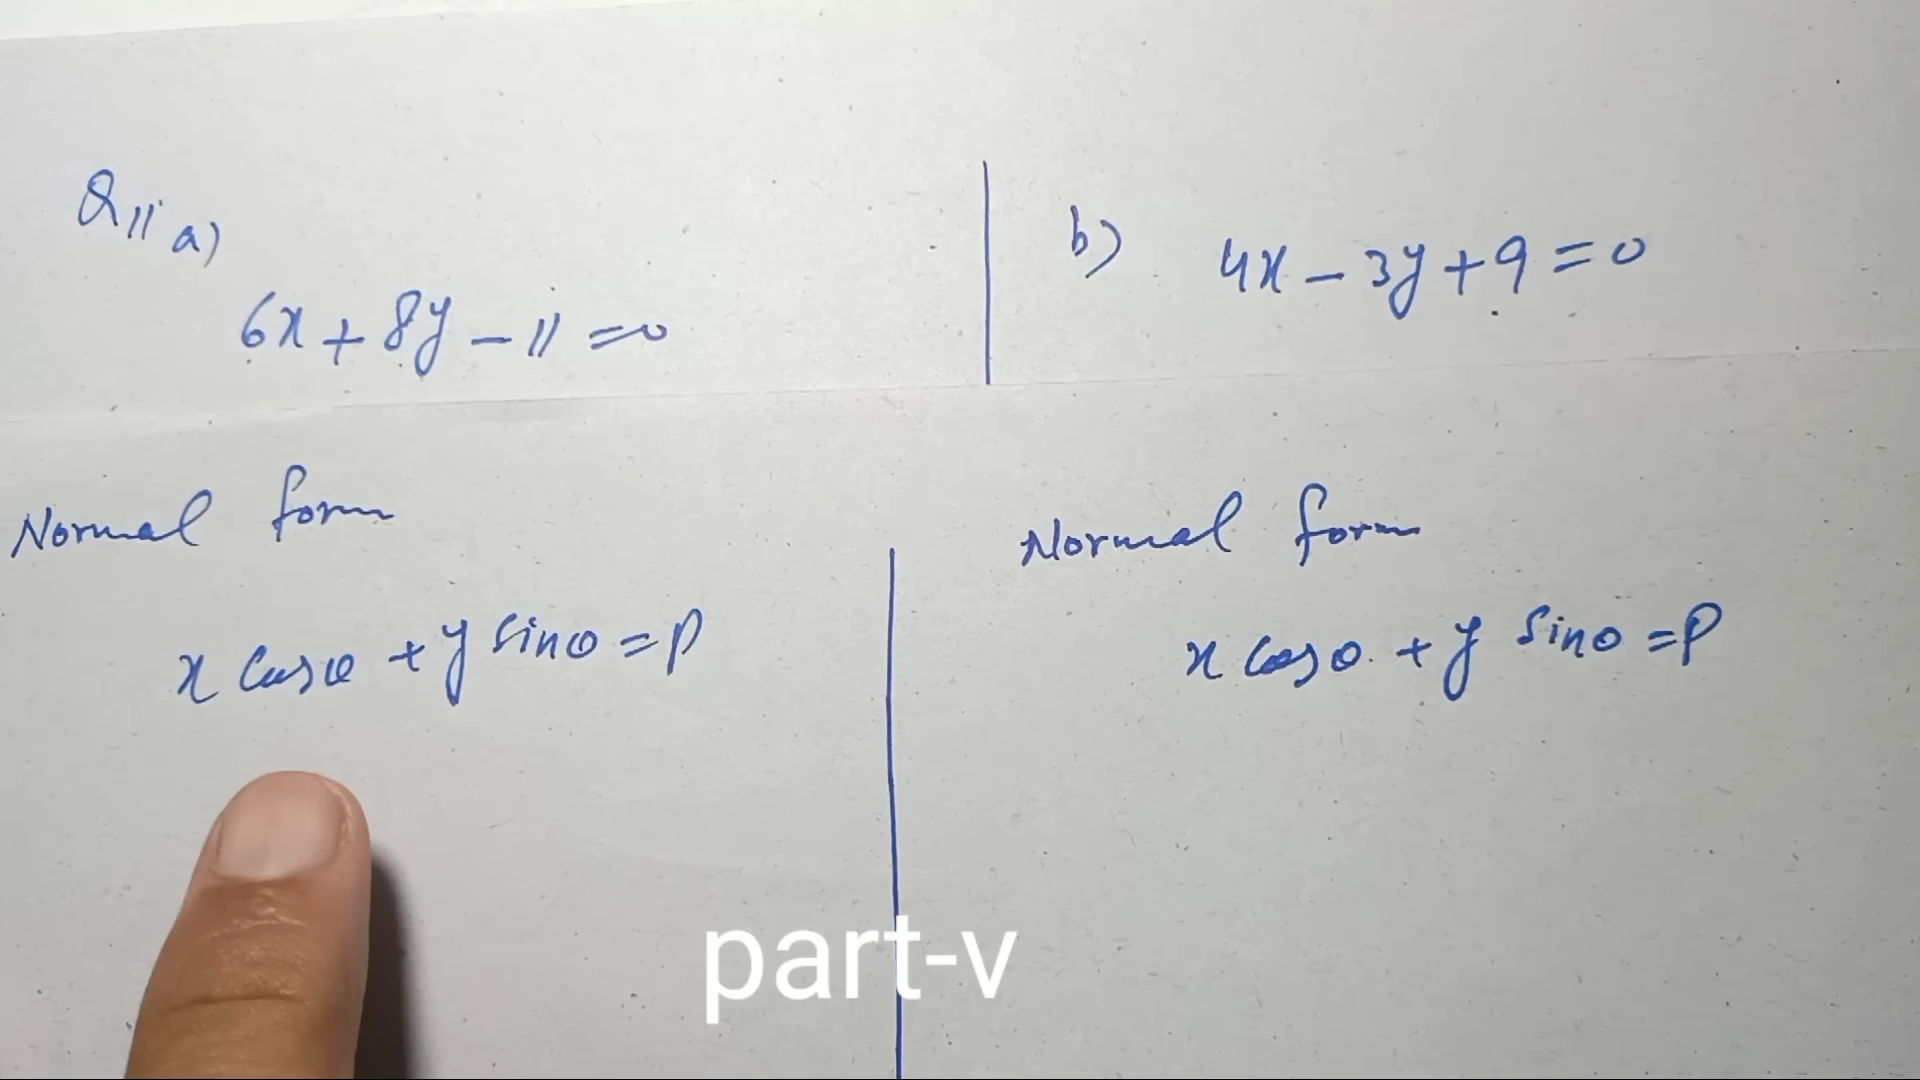 Q11 a)
6x + 8y - 11 = 0
b) 4x - 3y + 9 = 0
Normal form
x cosθ + y sinθ = p
Normal form
x cosθ + y sinθ = p
part-v